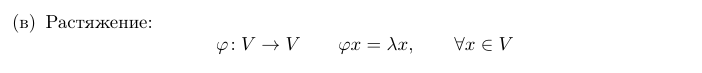 (в) Растяжение:
φ: V → V φx = λx, ∀x ∈ V